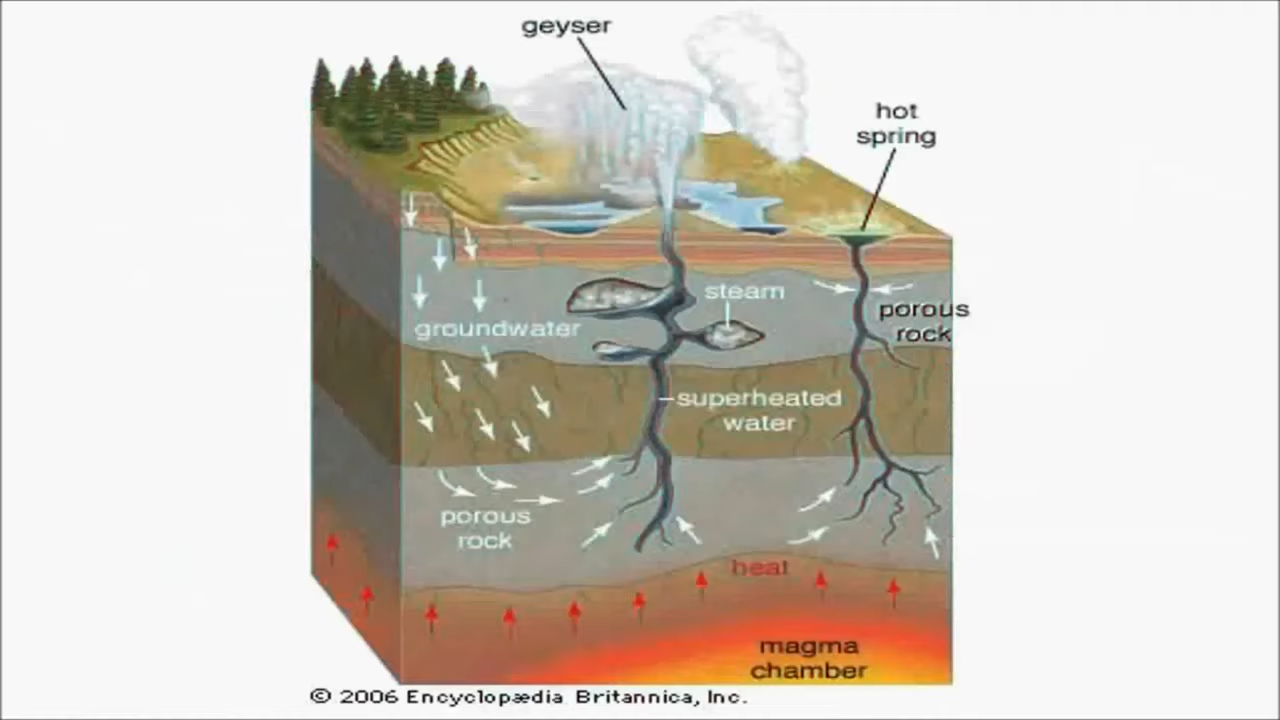 geyser
hot
spring
steam
porous
rock
groundwater
superheated
water
porous
rock
heat
magma
chamber
© 2006 Encyclopædia Britannica, Inc.